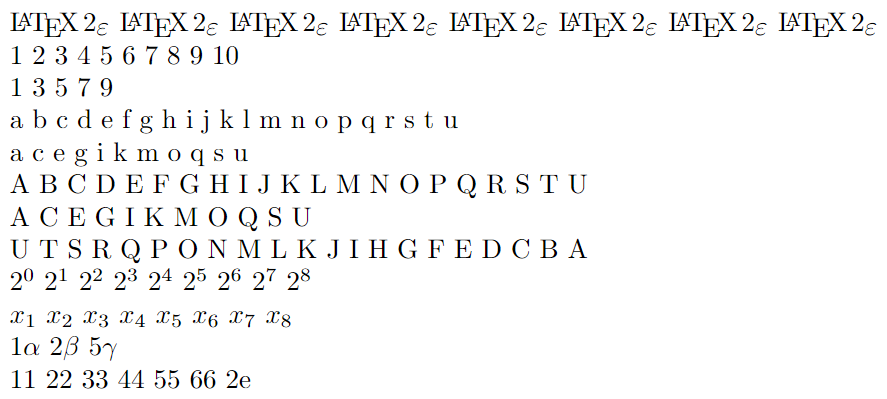 LATEX 2ε LATEX 2ε LATEX 2ε LATEX 2ε LATEX 2ε LATEX 2ε LATEX 2ε LATEX 2ε
1 2 3 4 5 6 7 8 9 10
1 3 5 7 9
a b c d e f g h i j k l m n o p q r s t u
a c e g i k m o q s u
A B C D E F G H I J K L M N O P Q R S T U
A C E G I K M O Q S U
U T S R Q P O N M L K J I H G F E D C B A
2⁰ 2¹ 2² 2³ 2⁴ 2⁵ 2⁶ 2⁷ 2⁸
x₁ x₂ x₃ x₄ x₅ x₆ x₇ x₈
1α 2β 5γ
11 22 33 44 55 66 2e